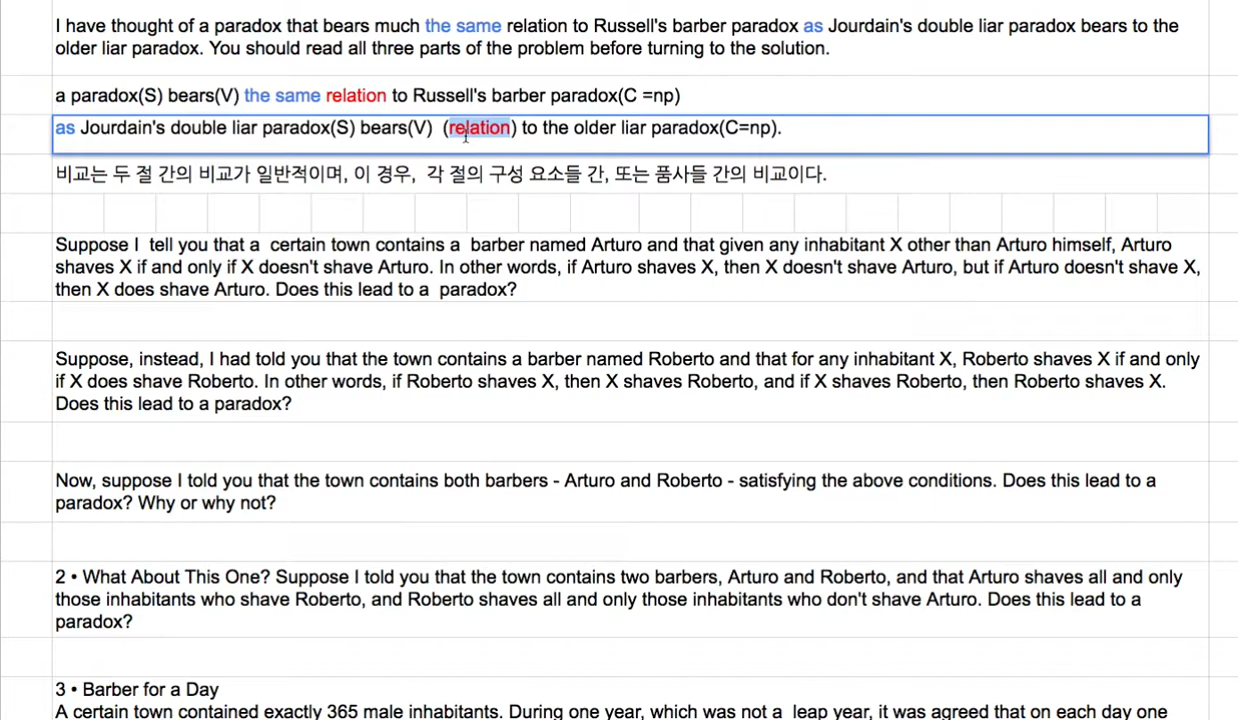 I have thought of a paradox that bears much the same relation to Russell's barber paradox as Jourdain's double liar paradox bears to the
older liar paradox. You should read all three parts of the problem before turning to the solution.
a paradox(S) bears(V) the same relation to Russell's barber paradox(C =np)
as Jourdain's double liar paradox(S) bears(V) (relation) to the older liar paradox(C=np).
비교는 두 절 간의 비교가 일반적이며, 이 경우, 각 절의 구성 요소들 간, 또는 품사들 간의 비교이다.
Suppose I tell you that a certain town contains a barber named Arturo and that given any inhabitant X other than Arturo himself, Arturo
shaves X if and only if X doesn't shave Arturo. In other words, if Arturo shaves X, then X doesn't shave Arturo, but if Arturo doesn't shave X,
then X does shave Arturo. Does this lead to a paradox?
Suppose, instead, I had told you that the town contains a barber named Roberto and that for any inhabitant X, Roberto shaves X if and only
if X does shave Roberto. In other words, if Roberto shaves X, then X shaves Roberto, and if X shaves Roberto, then Roberto shaves X.
Does this lead to a paradox?
Now, suppose I told you that the town contains both barbers - Arturo and Roberto - satisfying the above conditions. Does this lead to a
paradox? Why or why not?
2 • What About This One? Suppose I told you that the town contains two barbers, Arturo and Roberto, and that Arturo shaves all and only
those inhabitants who shave Roberto, and Roberto shaves all and only those inhabitants who don't shave Arturo. Does this lead to a
paradox?
3 • Barber for a Day
A certain town contained exactly 365 male inhabitants. During one year, which was not a leap year, it was agreed that on each day one